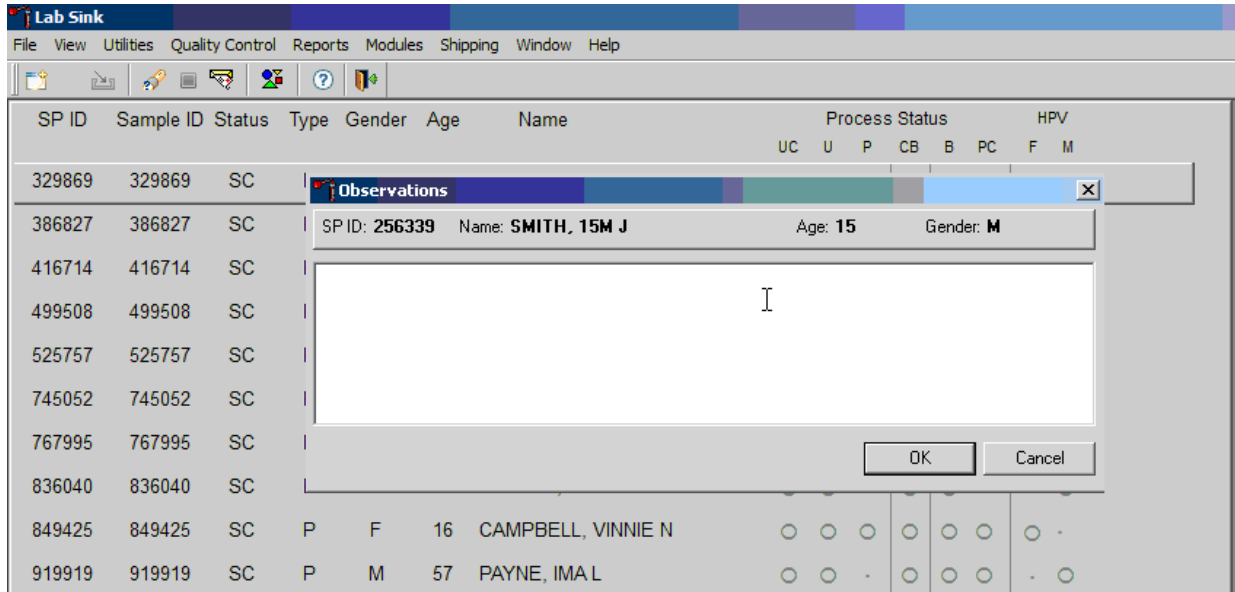 Lab Sink
File View Utilities Quality Control Reports Modules Shipping Window Help
SP ID Sample ID Status Type Gender Age Name Process Status HPV
UC U P CB B PC F M
329869 329869 SC
Observations
386827 386827 SC
SP ID: 256339 Name: SMITH, 15M J Age: 15 Gender: M
416714 416714 SC
499508 499508 SC
525757 525757 SC
745052 745052 SC
767995 767995 SC
OK Cancel
836040 836040 SC
849425 849425 SC P F 16 CAMPBELL, VINNIE N
919919 919919 SC P M 57 PAYNE, IMA L